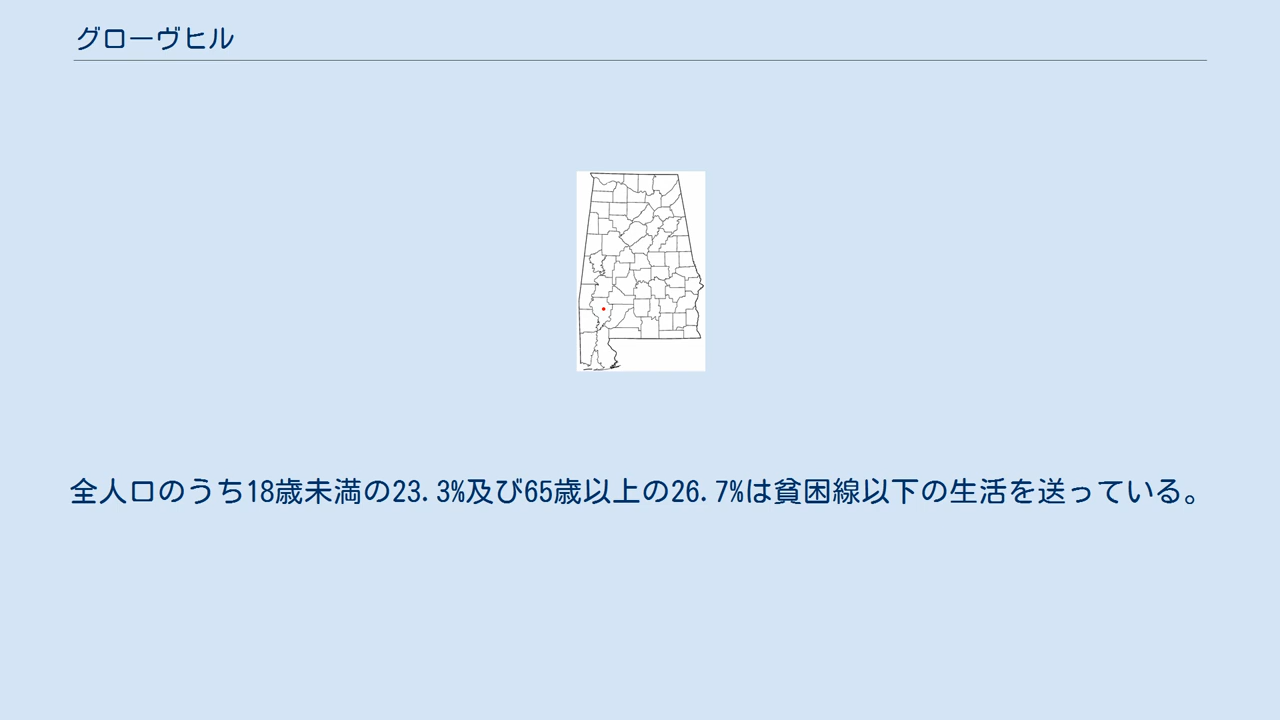 グローヴヒル
全人口のうち18歳未満の23.3%及び65歳以上の26.7%は貧困線以下の生活を送っている。